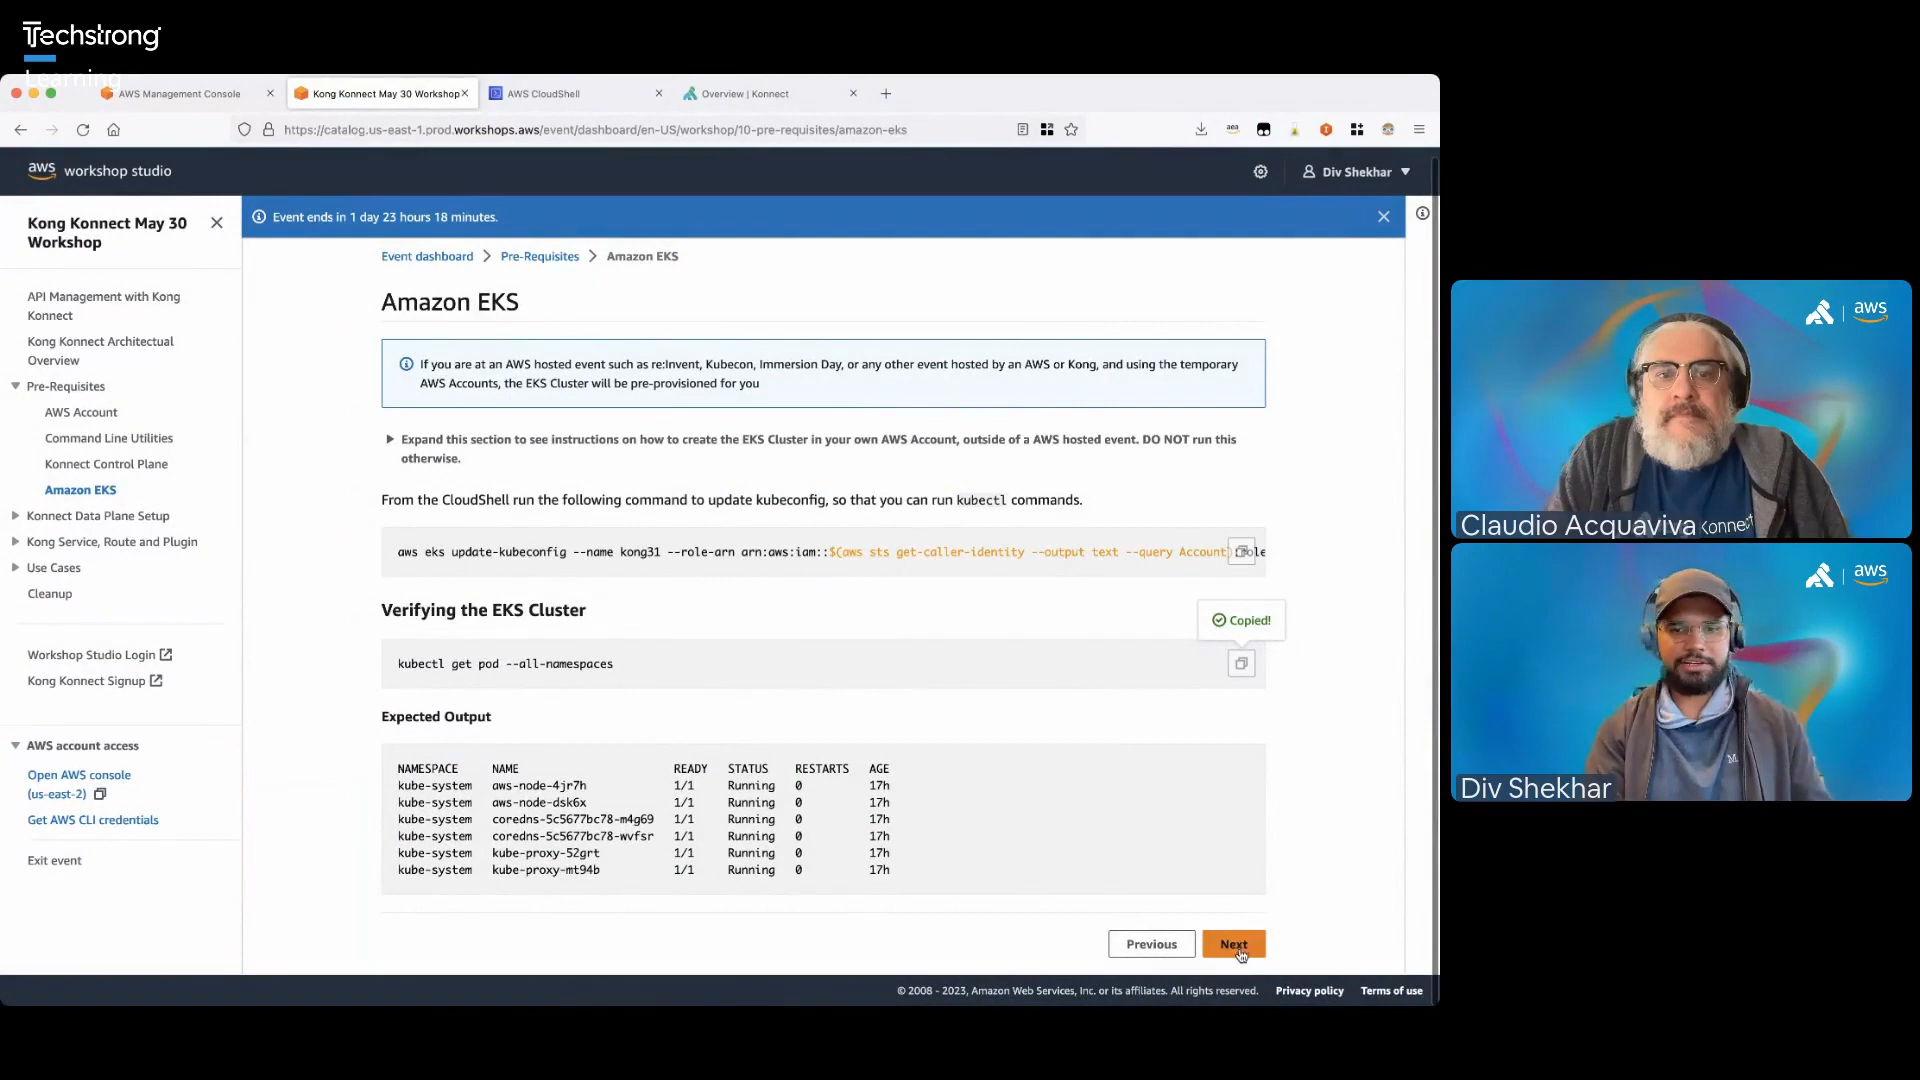 Techstrong
Learning
AWS Management Console
Kong Konnect May 30 Workshop
AWS CloudShell
Overview | Konnect
https://catalog.us-east-1.prod.workshops.aws/event/dashboard/en-US/workshop/10-pre-requisites/amazon-eks
aws workshop studio
Div Shekhar
Kong Konnect May 30
Workshop
Event ends in 1 day 23 hours 18 minutes.
API Management with Kong
Konnect
Kong Konnect Architectual
Overview
Pre-Requisites
AWS Account
Command Line Utilities
Konnect Control Plane
Amazon EKS
Konnect Data Plane Setup
Kong Service, Route and Plugin
Use Cases
Cleanup
Workshop Studio Login
Kong Konnect Signup
AWS account access
Open AWS console
(us-east-2)
Get AWS CLI credentials
Exit event
Event dashboard > Pre-Requisites > Amazon EKS
Amazon EKS
If you are at an AWS hosted event such as re:Invent, Kubecon, Immersion Day, or any other event hosted by an AWS or Kong, and using the temporary
AWS Accounts, the EKS Cluster will be pre-provisioned for you
Expand this section to see instructions on how to create the EKS Cluster in your own AWS Account, outside of a AWS hosted event. DO NOT run this
otherwise.
From the CloudShell run the following command to update kubeconfig, so that you can run kubectl commands.
aws eks update-kubeconfig --name kong31 --role-arn arn:aws:iam::$(aws sts get-caller-identity --output text --query Account)
Verifying the EKS Cluster
Copied!
kubectl get pod --all-namespaces
Expected Output
NAMESPACE NAME READY STATUS RESTARTS AGE
kube-system aws-node-4jr7h 1/1 Running 0 17h
kube-system aws-node-dsk6x 1/1 Running 0 17h
kube-system coredns-5c5677bc78-m4g69 1/1 Running 0 17h
kube-system coredns-5c5677bc78-wvfsr 1/1 Running 0 17h
kube-system kube-proxy-52grt 1/1 Running 0 17h
kube-system kube-proxy-mt94b 1/1 Running 0 17h
Previous
Next
© 2008 - 2023, Amazon Web Services, Inc. or its affiliates. All rights reserved.
Privacy policy
Terms of use
aws
Claudio Acquaviva
aws
Div Shekhar